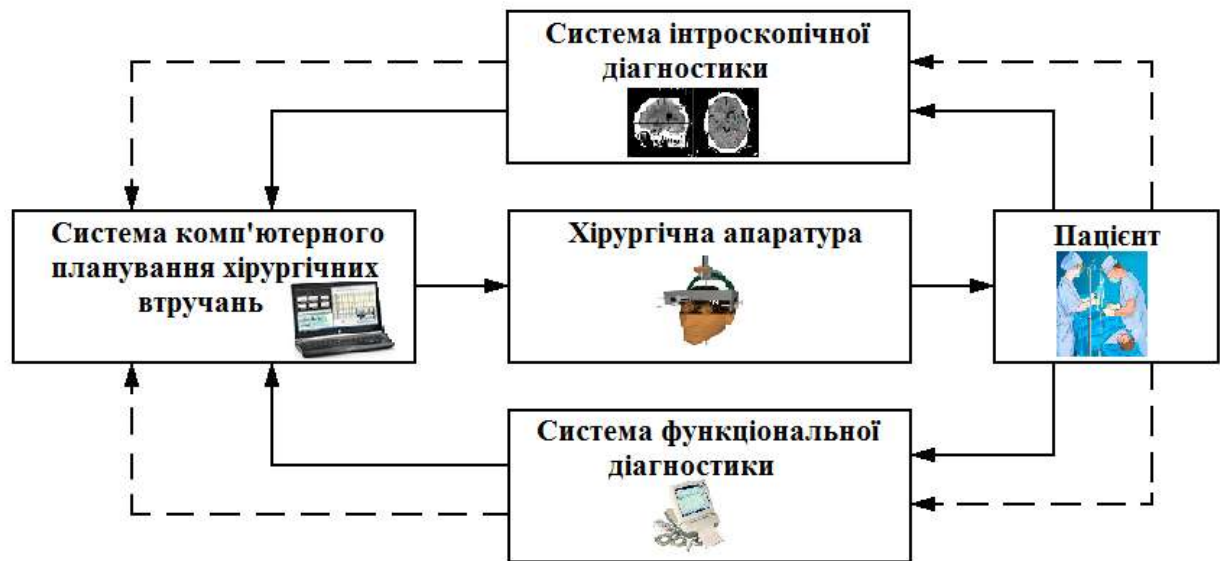 Система інтроскопічної
діагностики
Система комп'ютерного
планування хірургічних
втручань
Хірургічна апаратура
Пацієнт
Система функціональної
діагностики